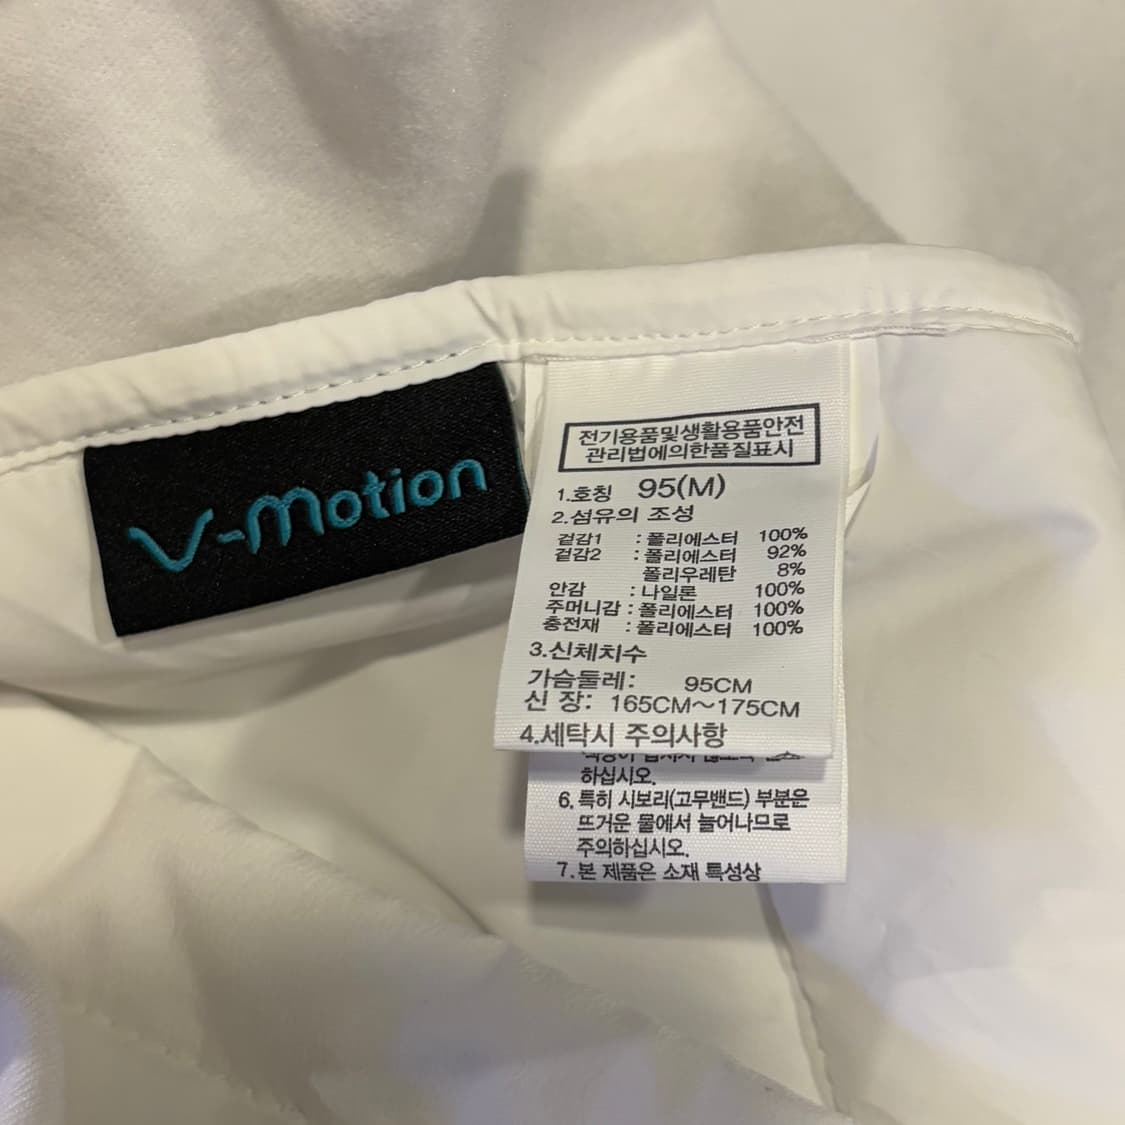 V-Motion
전기용품및생활용품안전
관리법에의한품질표시
1.호칭 95(M)
2.섬유의 조성
겉감1 : 폴리에스터 100%
겉감2 : 폴리에스터 92%
폴리우레탄 8%
안감 : 나일론 100%
주머니감 : 폴리에스터 100%
충전재 : 폴리에스터 100%
3.신체치수
가슴둘레: 95CM
신 장: 165CM~175CM
4.세탁시 주의사항
하십시오.
6.특히 시보리(고무밴드) 부분은
뜨거운 물에서 늘어나므로
주의하십시오.
7.본 제품은 소재 특성상